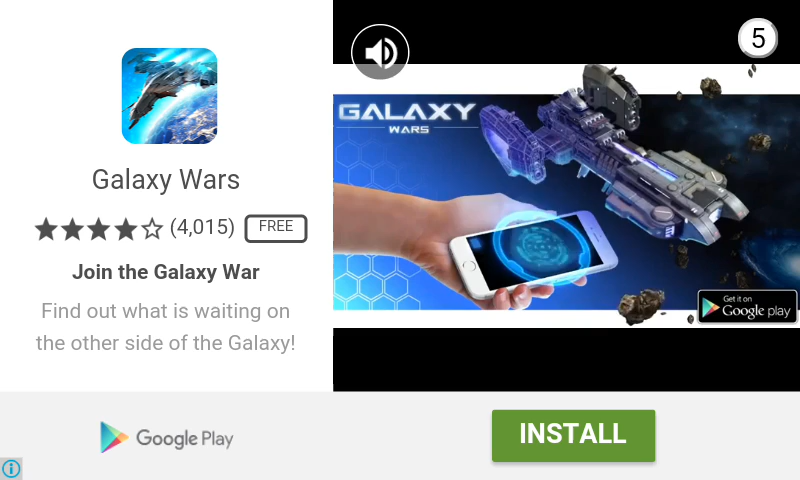 Galaxy Wars
(4,015)
FREE
Join the Galaxy War
Find out what is waiting on
the other side of the Galaxy!
5
GALAXY
WARS
Get it on
Google play
Google Play
INSTALL